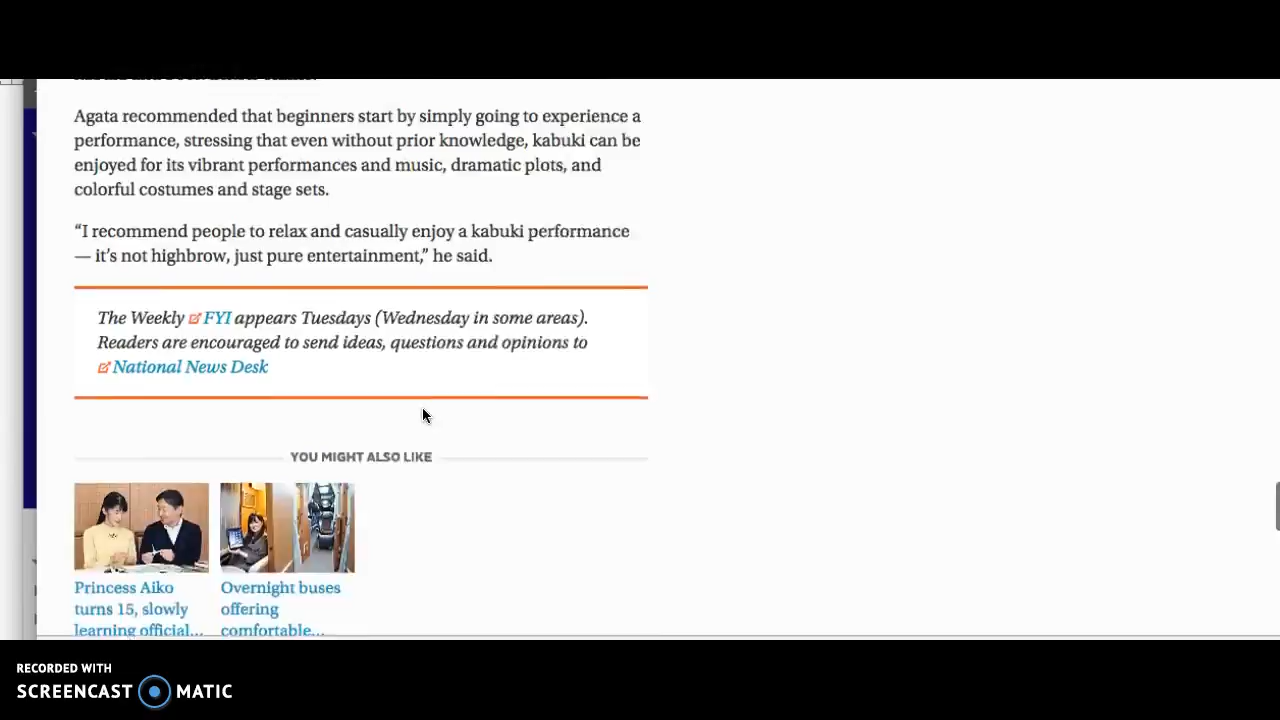 Agata recommended that beginners start by simply going to experience a
performance, stressing that even without prior knowledge, kabuki can be
enjoyed for its vibrant performances and music, dramatic plots, and
colorful costumes and stage sets.
“I recommend people to relax and casually enjoy a kabuki performance
— it’s not highbrow, just pure entertainment,” he said.
The Weekly FYI appears Tuesdays (Wednesday in some areas).
Readers are encouraged to send ideas, questions and opinions to
National News Desk
YOU MIGHT ALSO LIKE
Princess Aiko
turns 15, slowly
learning official...
Overnight buses
offering
comfortable...
RECORDED WITH
SCREENCAST MATIC